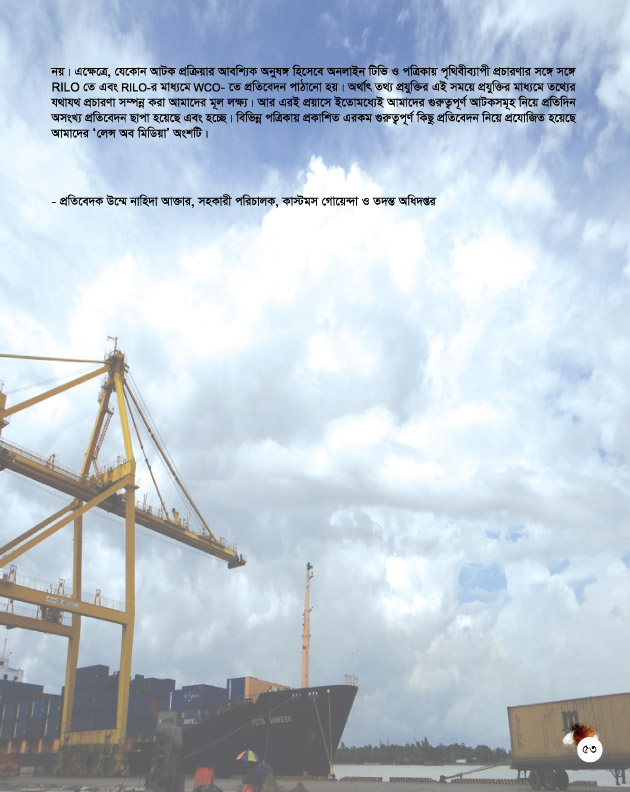 নয়। এক্ষেত্রে, যেকোন আটক প্রক্রিয়ার আবশ্যিক অনুষঙ্গ হিসেবে অনলাইন টিভি ও পত্রিকায় পৃথিবীব্যাপী প্রচারণার সঙ্গে সঙ্গে
RILO তে এবং RILO-র মাধ্যমে WCO- তে প্রতিবেদন পাঠানো হয়। অর্থাৎ তথ্য প্রযুক্তির এই সময়ে প্রযুক্তির মাধ্যমে তথ্যের
যথাযথ প্রচারণা সম্পন্ন করা আমাদের মূল লক্ষ্য। আর এরই প্রয়াসে ইতোমধ্যেই আমাদের গুরুত্বপূর্ণ আটকসমূহ নিয়ে প্রতিদিন
অসংখ্য প্রতিবেদন ছাপা হয়েছে এবং হচ্ছে। বিভিন্ন পত্রিকায় প্রকাশিত এরকম গুরুত্বপূর্ণ কিছু প্রতিবেদন নিয়ে প্রযোজিত হয়েছে
আমাদের ‘লেন্স অব মিডিয়া’ অংশটি।
- প্রতিবেদক উম্মে নাহিদা আক্তার, সহকারী পরিচালক, কাস্টমস গোয়েন্দা ও তদন্ত অধিদপ্তর
৫৩